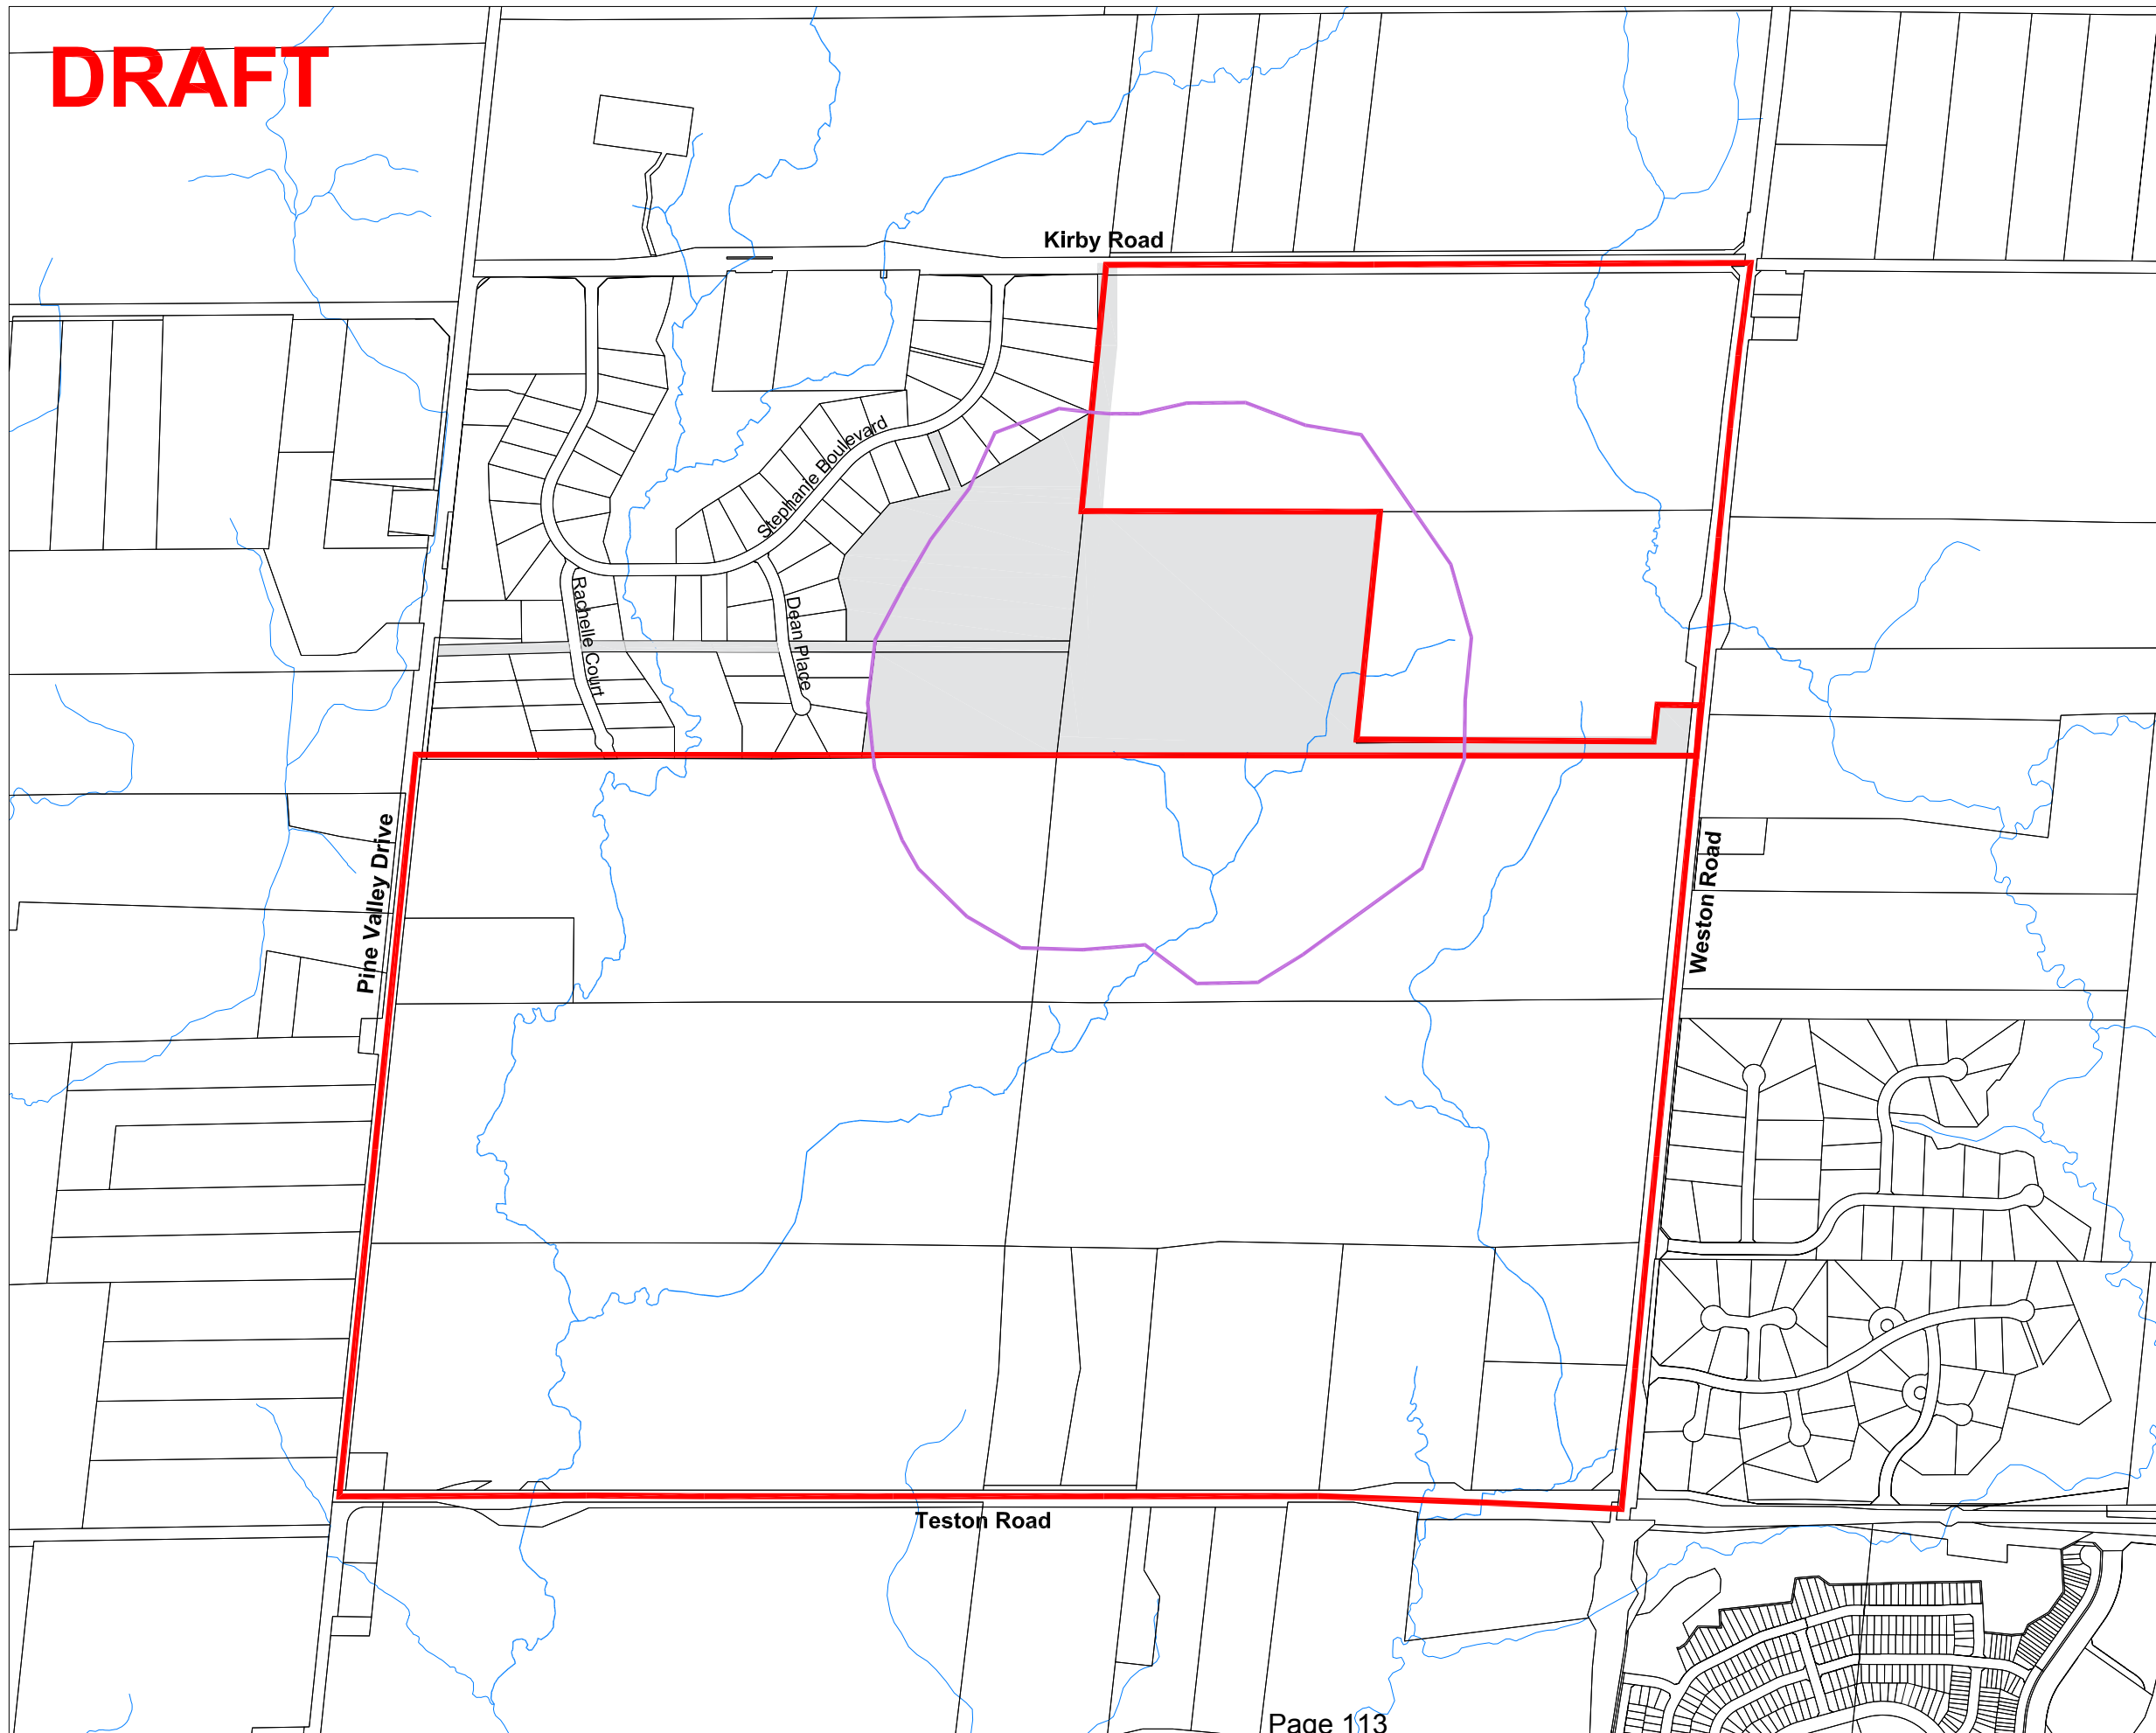 DRAFT
Kirby Road
Stephanie Boulevard
Rachelle Court
Dean Place
Pine Valley Drive
Weston Road
Teston Road
Page 113